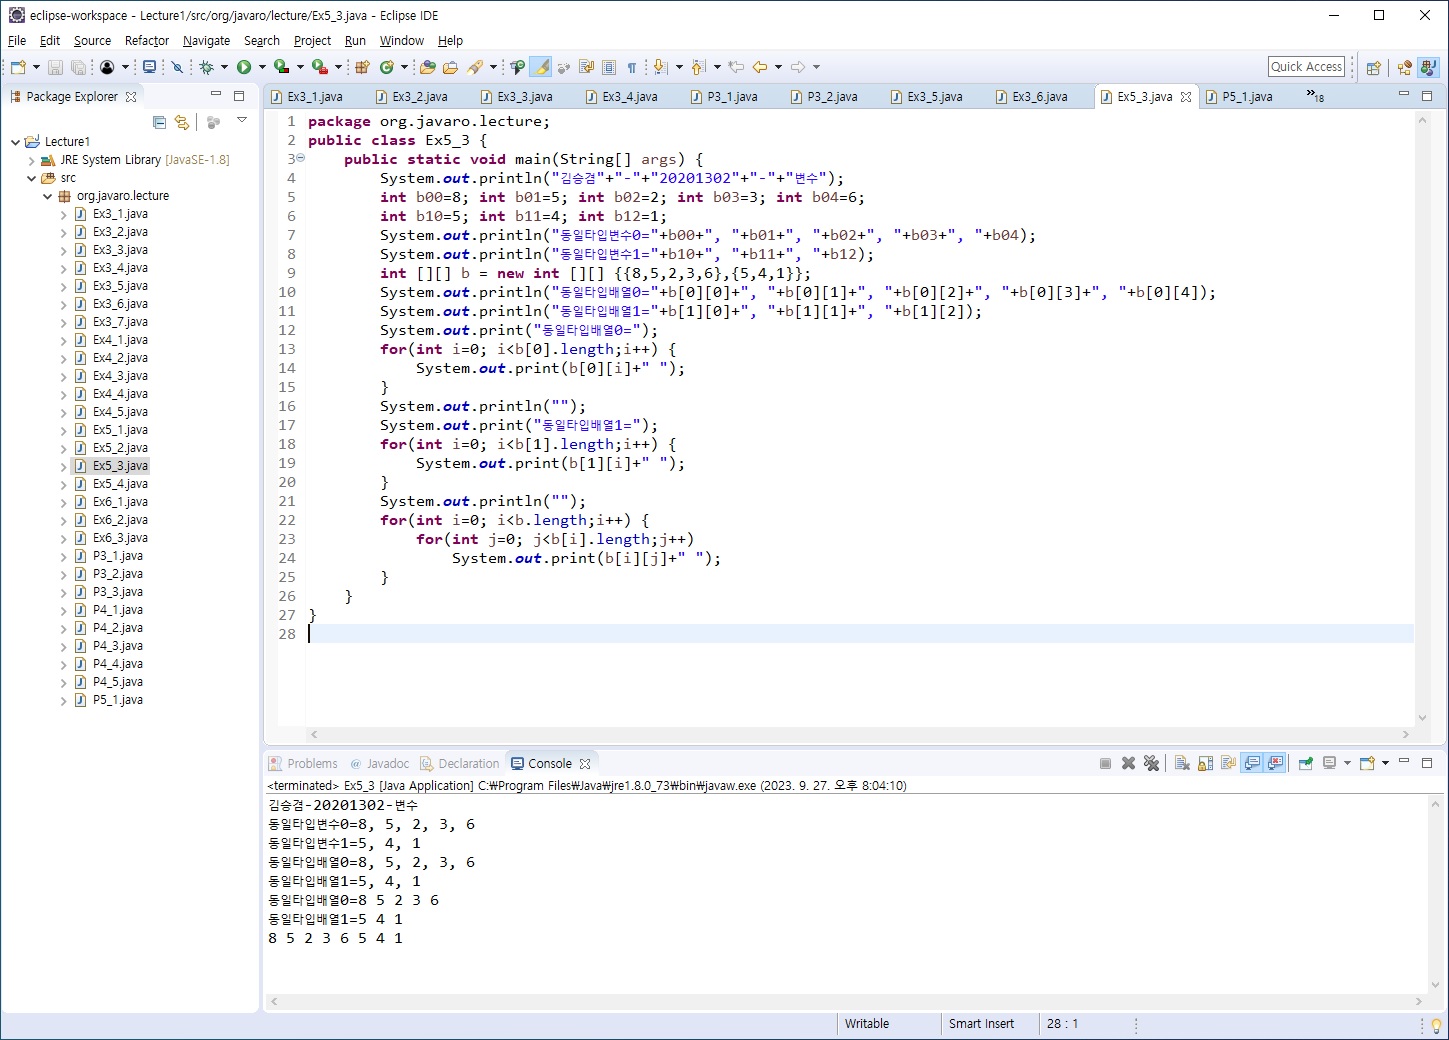 eclipse-workspace - Lecture1/src/org/javaro/lecture/Ex5_3.java - Eclipse IDE
File Edit Source Refactor Navigate Search Project Run Window Help
Quick Access
Package Explorer
Ex3_1.java Ex3_2.java Ex3_3.java Ex3_4.java P3_1.java P3_2.java Ex3_5.java Ex3_6.java Ex5_3.java P5_1.java »18
Lecture1
JRE System Library [JavaSE-1.8]
src
org.javaro.lecture
Ex3_1.java
Ex3_2.java
Ex3_3.java
Ex3_4.java
Ex3_5.java
Ex3_6.java
Ex3_7.java
Ex4_1.java
Ex4_2.java
Ex4_3.java
Ex4_4.java
Ex4_5.java
Ex5_1.java
Ex5_2.java
Ex5_3.java
Ex5_4.java
Ex6_1.java
Ex6_2.java
Ex6_3.java
P3_1.java
P3_2.java
P3_3.java
P4_1.java
P4_2.java
P4_3.java
P4_4.java
P4_5.java
P5_1.java
1 package org.javaro.lecture;
2 public class Ex5_3 {
3 public static void main(String[] args) {
4 System.out.println("김승겸"+"-"+"20201302"+"-"+"변수");
5 int b00=8; int b01=5; int b02=2; int b03=3; int b04=6;
6 int b10=5; int b11=4; int b12=1;
7 System.out.println("동일타입변수0="+b00+", "+b01+", "+b02+", "+b03+", "+b04);
8 System.out.println("동일타입변수1="+b10+", "+b11+", "+b12);
9 int [][] b = new int [][] {{8,5,2,3,6},{5,4,1}};
10 System.out.println("동일타입배열0="+b[0][0]+", "+b[0][1]+", "+b[0][2]+", "+b[0][3]+", "+b[0][4]);
11 System.out.println("동일타입배열1="+b[1][0]+", "+b[1][1]+", "+b[1][2]);
12 System.out.print("동일타입배열0=");
13 for(int i=0; i<b[0].length;i++) {
14 System.out.print(b[0][i]+" ");
15 }
16 System.out.println("");
17 System.out.print("동일타입배열1=");
18 for(int i=0; i<b[1].length;i++) {
19 System.out.print(b[1][i]+" ");
20 }
21 System.out.println("");
22 for(int i=0; i<b.length;i++) {
23 for(int j=0; j<b[i].length;j++)
24 System.out.print(b[i][j]+" ");
25 }
26 }
27 }
28
Problems Javadoc Declaration Console
<terminated> Ex5_3 [Java Application] C:₩Program Files₩Java₩jre1.8.0_73₩bin₩javaw.exe (2023. 9. 27. 오후 8:04:10)
김승겸-20201302-변수
동일타입변수0=8, 5, 2, 3, 6
동일타입변수1=5, 4, 1
동일타입배열0=8, 5, 2, 3, 6
동일타입배열1=5, 4, 1
동일타입배열0=8 5 2 3 6
동일타입배열1=5 4 1
8 5 2 3 6 5 4 1
Writable Smart Insert 28 : 1